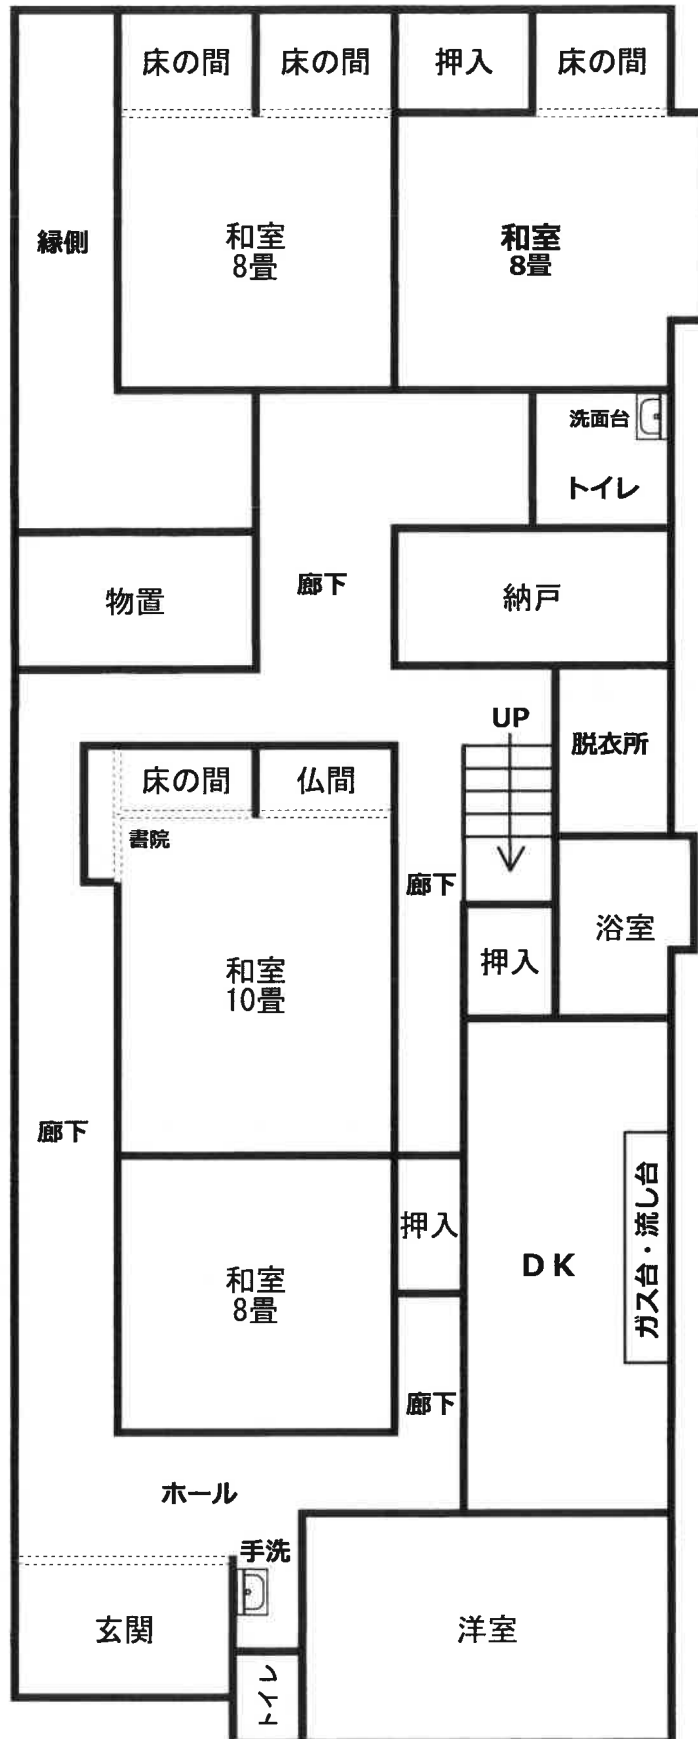 床の間
床の間
押入
床の間
縁側
和室
8畳
和室
8畳
洗面台
トイレ
物置
廊下
納戸
UP
脱衣所
床の間
仏間
書院
廊下
浴室
押入
和室
10畳
廊下
押入
和室
8畳
DK
ガス台・流し台
廊下
ホール
手洗
玄関
洋室
トイレ